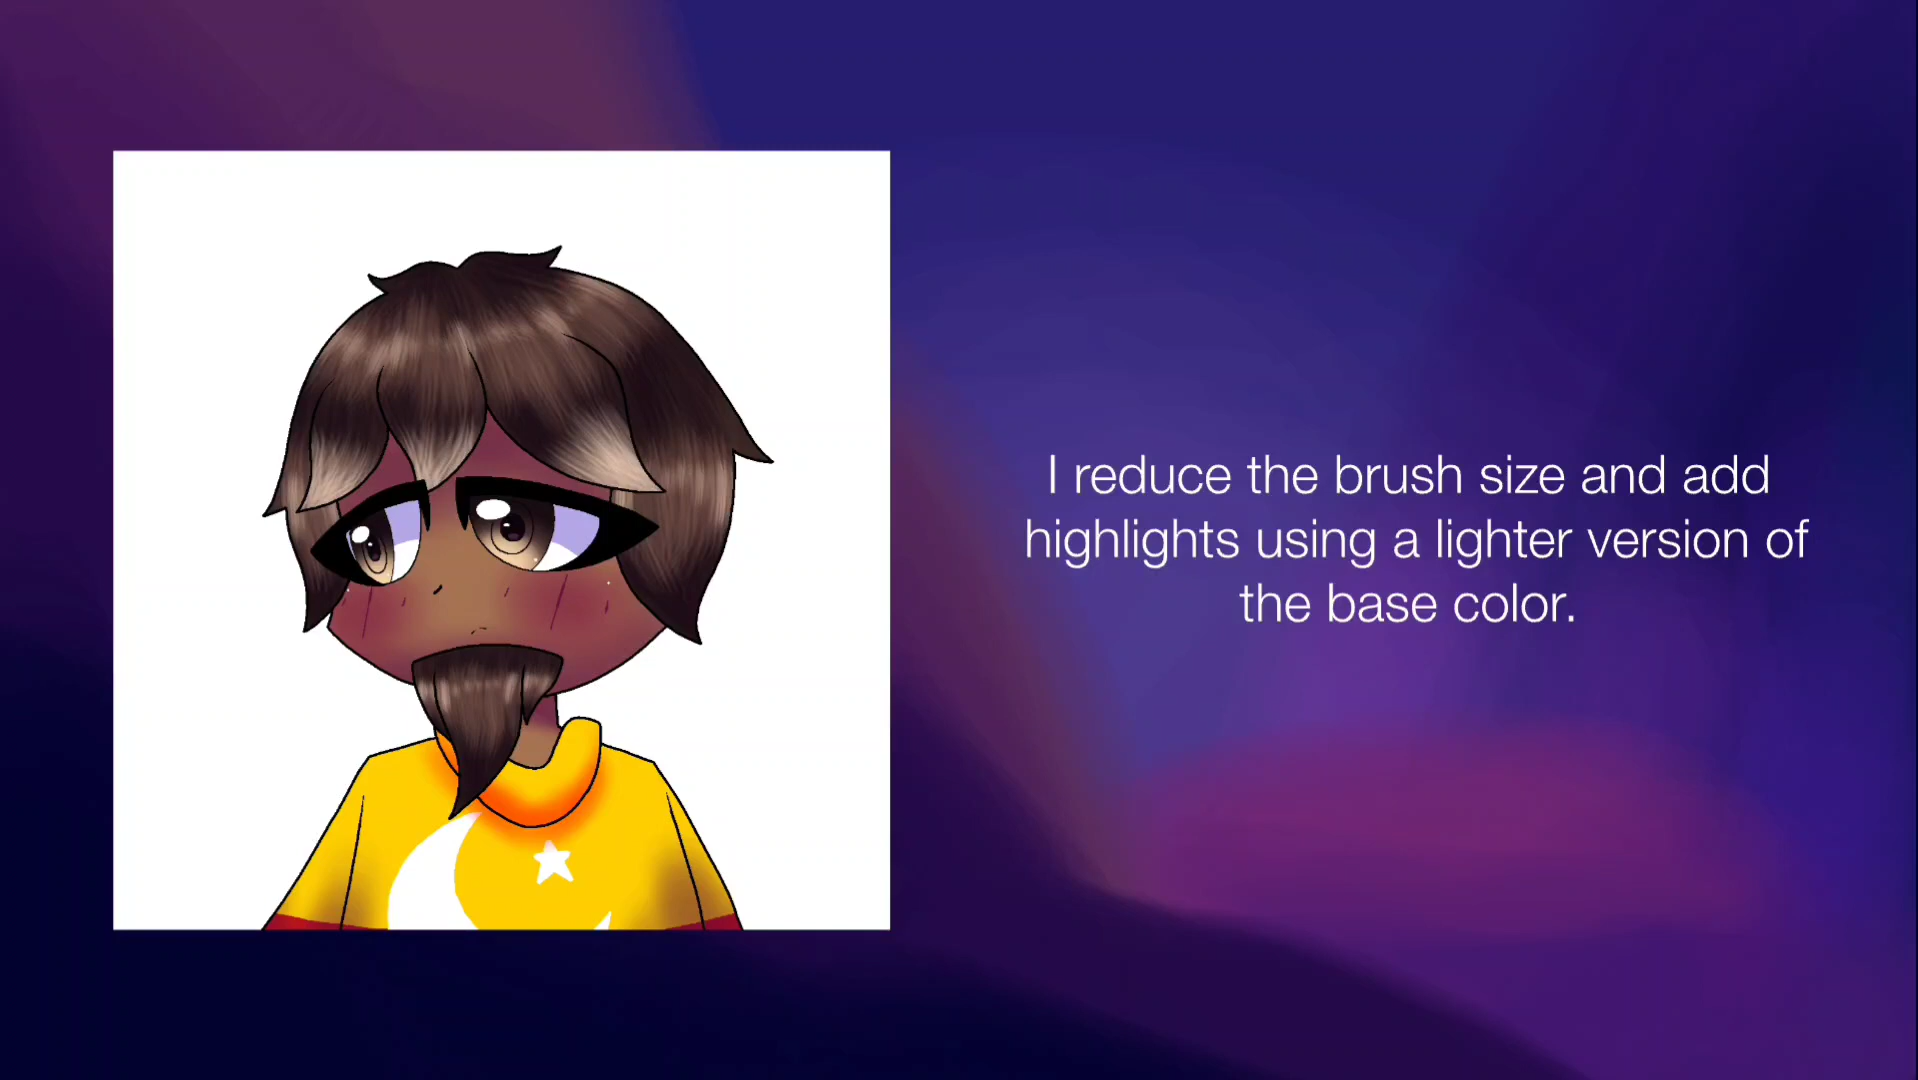 I reduce the brush size and add
highlights using a lighter version of
the base color.